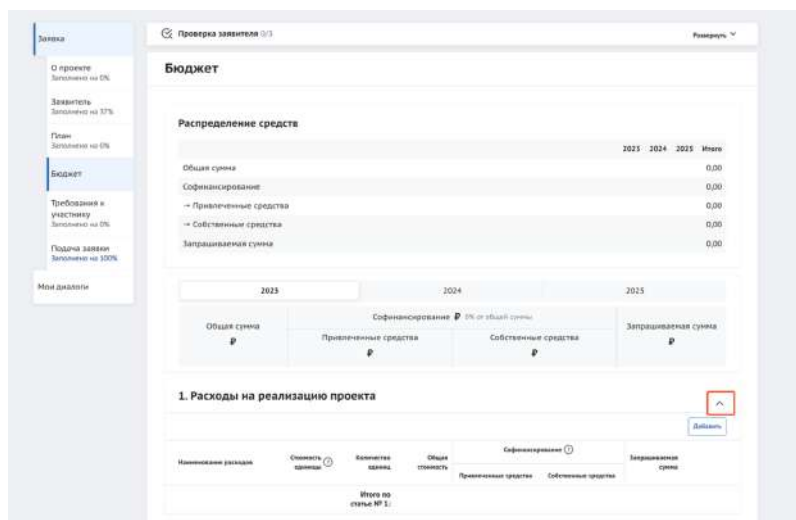 Заявка
Проверка заявителя 0/3
Развернуть
О проекте
Заполнено на 0%
Заявитель
Заполнено на 37%
План
Заполнено на 0%
Бюджет
Требования к
участнику
Заполнено на 0%
Подача заявки
Заполнено на 100%
Мои диалоги
Бюджет
Распределение средств
2023 2024 2025 Итого
Общая сумма 0,00
Софинансирование 0,00
→ Привлеченные средства 0,00
→ Собственные средства 0,00
Запрашиваемая сумма 0,00
2023 2024 2025
Общая сумма
₽
Софинансирование ₽ 0% от общей суммы
Привлеченные средства
₽
Собственные средства
₽
Запрашиваемая сумма
₽
1. Расходы на реализацию проекта
Добавить
Наименование расходов
Стоимость
единицы
Количество
единиц
Общая
стоимость
Софинансирование
Привлеченные средства
Собственные средства
Запрашиваемая
сумма
Итого по
статье № 1: